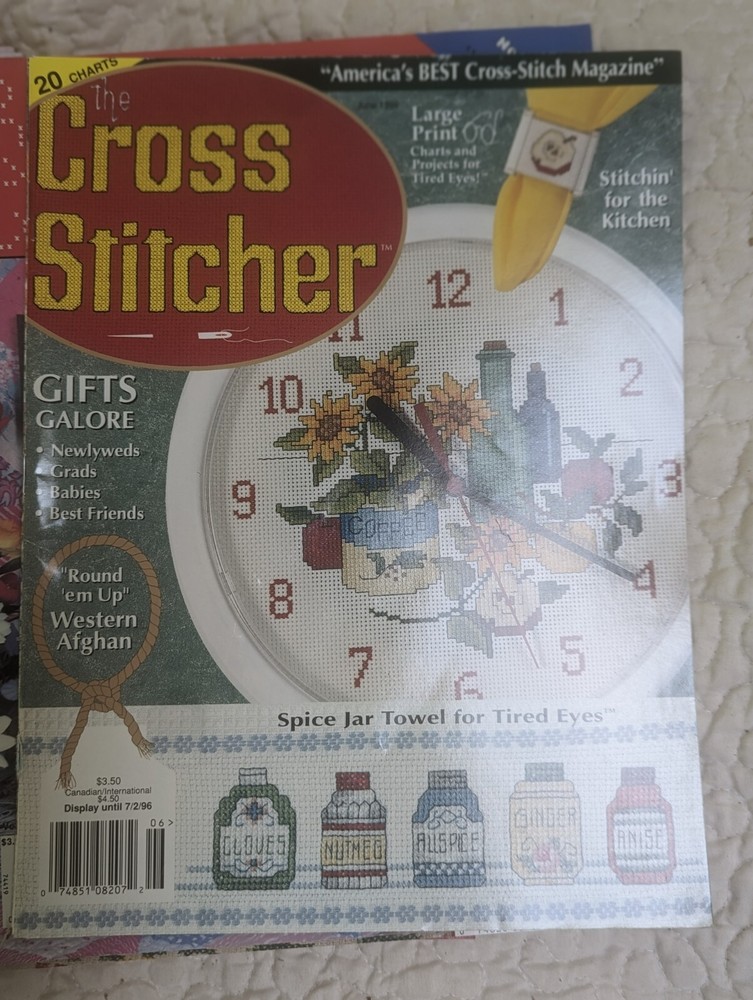 20 CHARTS
"America's BEST Cross-Stitch Magazine"
the
Cross
Stitcher™
Large
Print
Charts and
Projects for
Tired Eyes!™
Stitchin'
for the
Kitchen
GIFTS
GALORE
• Newlyweds
• Grads
• Babies
• Best Friends
"Round
'em Up"
Western
Afghan
12
1
2
3
4
5
6
7
8
9
10
11
COFFEE
Spice Jar Towel for Tired Eyes™
$3.50
Canadian/International
$4.50
Display until 7/2/96
06>
0 74851 08207 2
CLOVES
NUTMEG
ALLSPICE
GINGER
ANISE